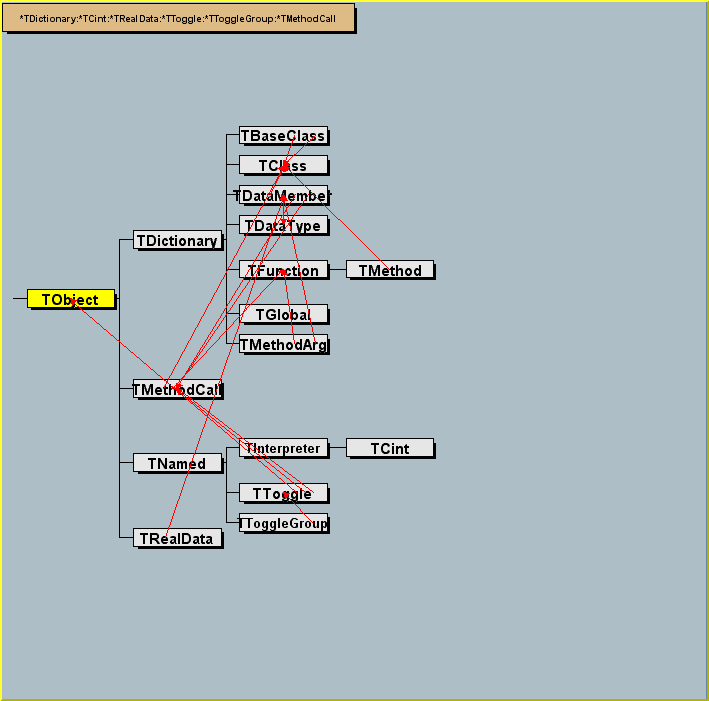 *TDictionary:*TCint:*TRealData:*TToggle:*TToggleGroup:*TMethodCall
TBaseClass
TClass
TDataMember
TDataType
TDictionary
TFunction
TMethod
TObject
TGlobal
TMethodArg
TMethodCall
TInterpreter
TCint
TNamed
TToggle
TToggleGroup
TRealData